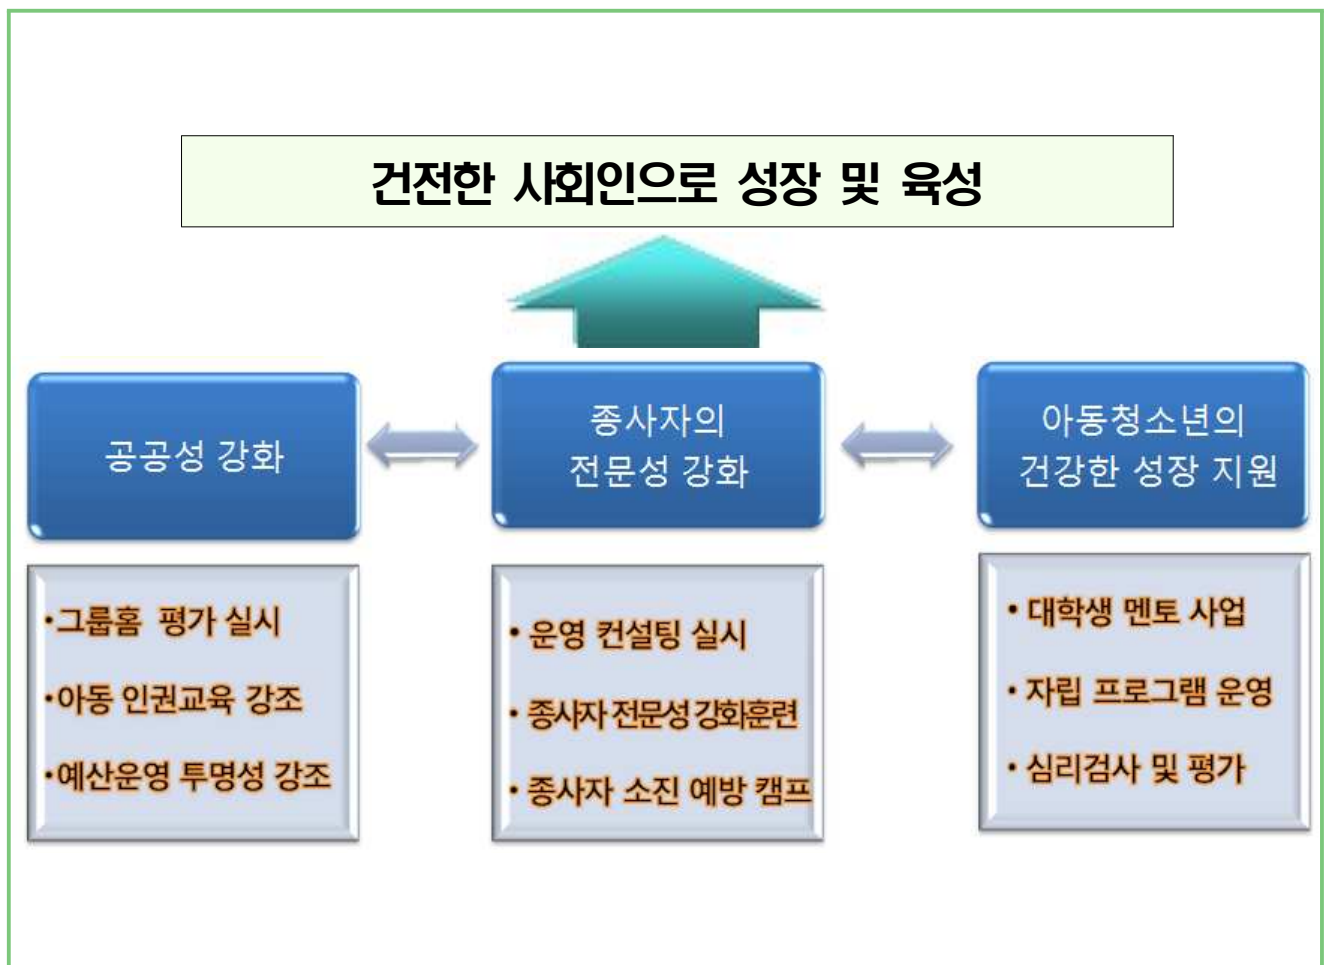 건전한 사회인으로 성장 및 육성
공공성 강화
종사자의
전문성 강화
아동청소년의
건강한 성장 지원
•그룹홈 평가 실시
•아동 인권교육 강조
•예산운영 투명성 강조
• 운영 컨설팅 실시
• 종사자 전문성 강화훈련
• 종사자 소진 예방 캠프
• 대학생 멘토 사업
• 자립 프로그램 운영
• 심리검사 및 평가